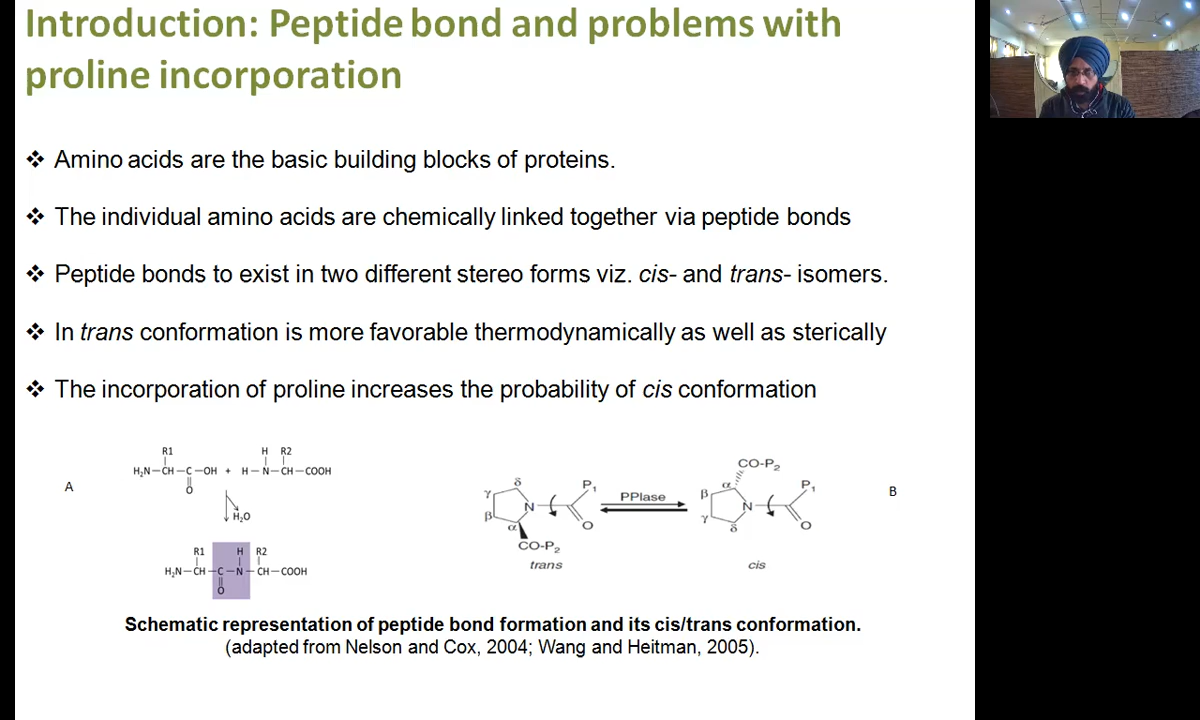 Introduction: Peptide bond and problems with
proline incorporation
❖ Amino acids are the basic building blocks of proteins.
❖ The individual amino acids are chemically linked together via peptide bonds
❖ Peptide bonds to exist in two different stereo forms viz. cis- and trans- isomers.
❖ In trans conformation is more favorable thermodynamically as well as sterically
❖ The incorporation of proline increases the probability of cis conformation
A
R1
H₂N—CH—C—OH + H—N—CH—COOH
H R2
O
H₂O
R1 H R2
H₂N—CH—C—N—CH—COOH
O
γ δ β α N P₁ O
CO-P₂
trans
PPIase
CO-P₂
β α γ δ N P₁ O
cis
B
Schematic representation of peptide bond formation and its cis/trans conformation.
(adapted from Nelson and Cox, 2004; Wang and Heitman, 2005).